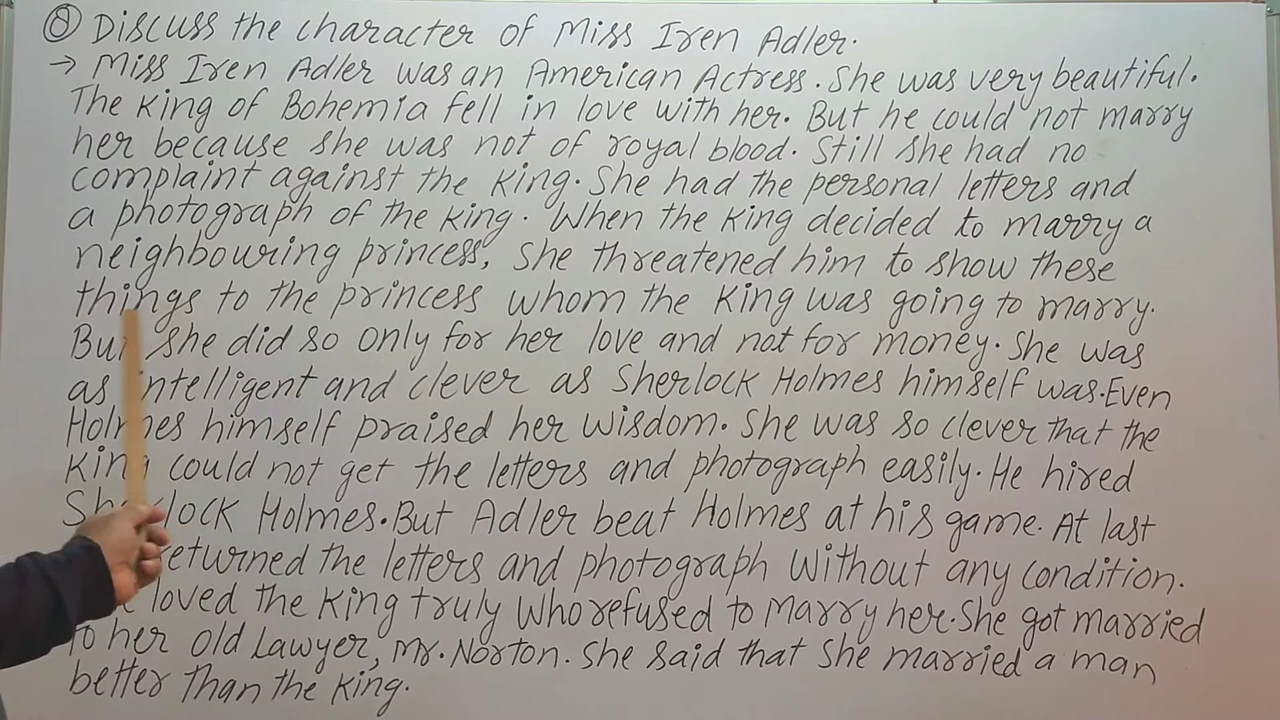 ⑧ Discuss the character of Miss Iren Adler.
→ Miss Iren Adler was an American Actress. She was very beautiful.
The King of Bohemia fell in love with her. But he could not marry
her because she was not of royal blood. Still she had no
complaint against the King. She had the personal letters and
a photograph of the King. When the King decided to marry a
neighbouring princess, she threatened him to show these
things to the princess whom the King was going to marry.
But she did so only for her love and not for money. She was
as intelligent and clever as Sherlock Holmes himself was. Even
Holmes himself praised her wisdom. She was so clever that the
King could not get the letters and photograph easily. He hired
Sherlock Holmes. But Adler beat Holmes at his game. At last
returned the letters and photograph without any condition.
loved the King truly who refused to marry her. She got married
to her old Lawyer, Mr. Norton. She said that she married a man
better than the King.